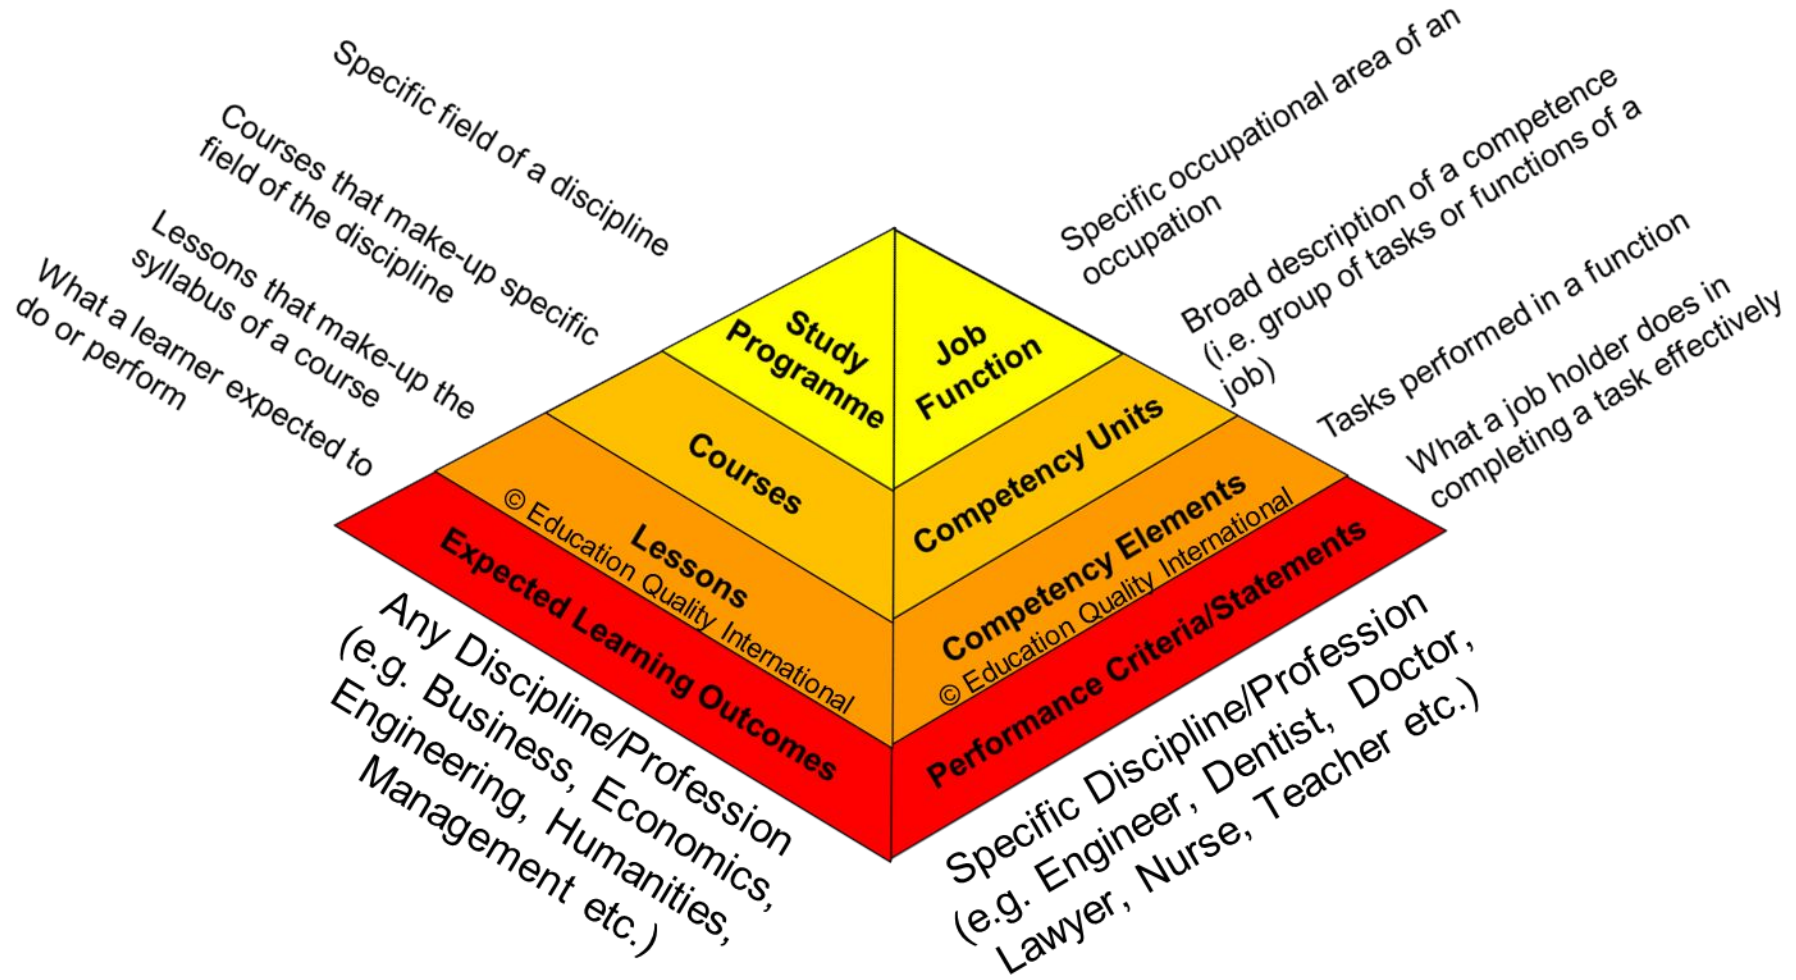 Specific field of a discipline
Courses that make-up specific
field of the discipline
Lessons that make-up the
syllabus of a course
What a learner expected to
do or perform
Specific occupational area of an
occupation
Broad description of a competence
(i.e. group of tasks or functions of a
job)
Tasks performed in a function
What a job holder does in
completing a task effectively
Study
Programme
Job
Function
Courses
Competency Units
Lessons
© Education Quality International
Competency Elements
© Education Quality International
Expected Learning Outcomes
Performance Criteria/Statements
Any Discipline/Profession
(e.g. Business, Economics,
Engineering, Humanities,
Management etc.)
Specific Discipline/Profession
(e.g. Engineer, Dentist, Doctor,
Lawyer, Nurse, Teacher etc.)